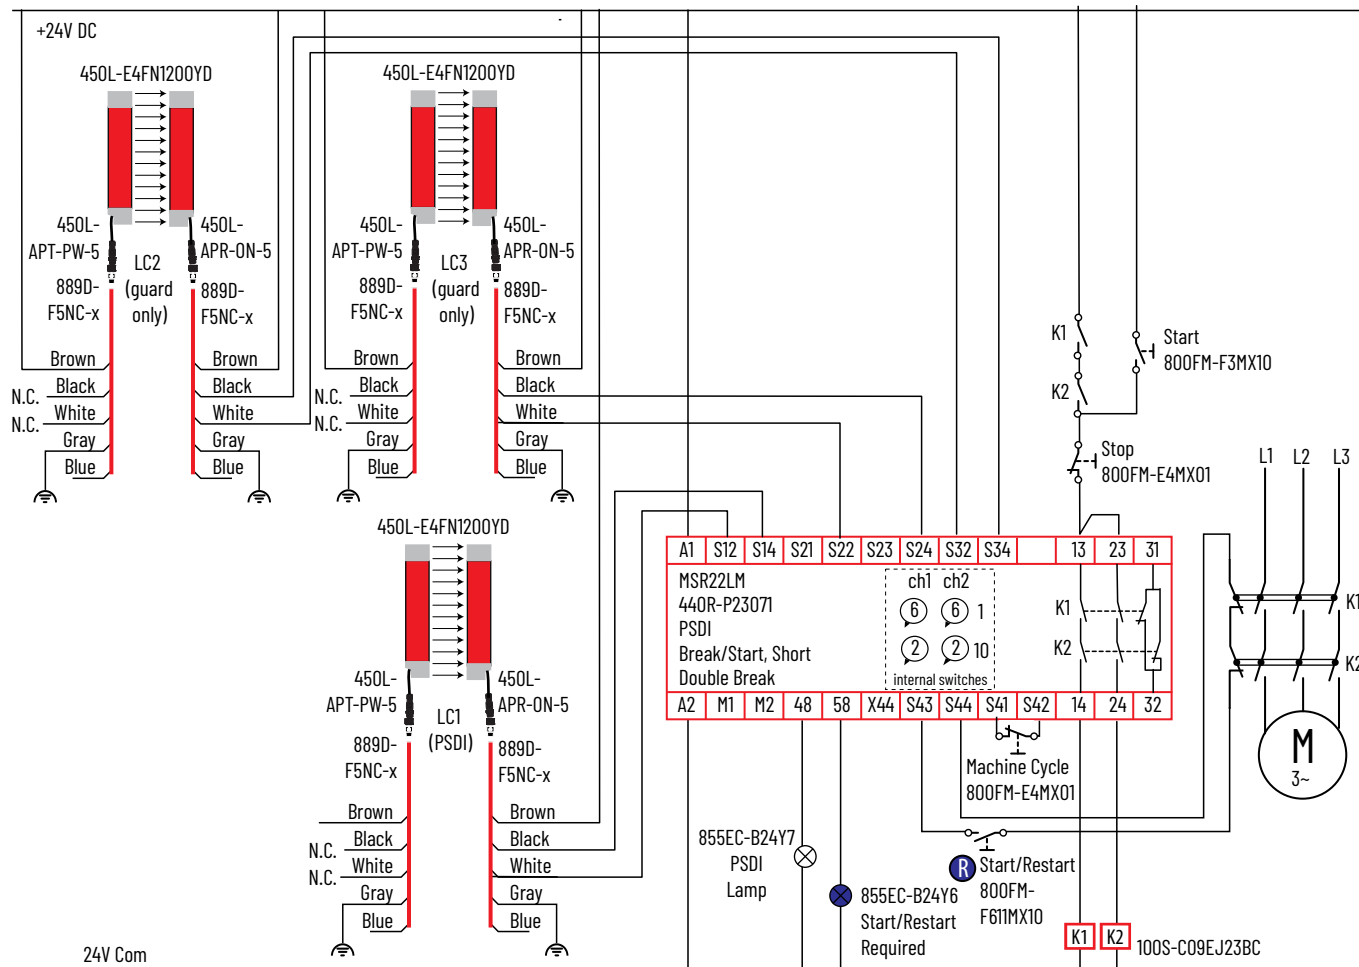 +24V DC
450L-E4FN1200YD
450L-E4FN1200YD
450L-
APT-PW-5
450L-
APR-ON-5
LC2
(guard
only)
889D-
F5NC-x
889D-
F5NC-x
450L-
APT-PW-5
450L-
APR-ON-5
LC3
(guard
only)
889D-
F5NC-x
889D-
F5NC-x
Brown
Black
N.C.
White
N.C.
Gray
Blue
Brown
Black
White
Gray
Blue
Brown
Black
N.C.
White
N.C.
Gray
Blue
Brown
Black
White
Gray
Blue
K1
K2
Start
800FM-F3MX10
Stop
800FM-E4MX01
L1 L2 L3
450L-E4FN1200YD
450L-
APT-PW-5
450L-
APR-ON-5
LC1
(PSDI)
889D-
F5NC-x
889D-
F5NC-x
Brown
Black
N.C.
White
N.C.
Gray
Blue
Brown
Black
White
Gray
Blue
A1 S12 S14 S21 S22 S23 S24 S32 S34 13 23 31
MSR22LM
440R-P23071
PSDI
Break/Start, Short
Double Break
ch1 ch2
6 6 1
2 2 10
internal switches
K1
K2
A2 M1 M2 48 58 X44 S43 S44 S41 S42 14 24 32
K1
K2
M
3~
Machine Cycle
800FM-E4MX01
855EC-B24Y7
PSDI
Lamp
855EC-B24Y6
Start/Restart
Required
R
Start/Restart
800FM-
F611MX10
K1 K2
100S-C09EJ23BC
24V Com